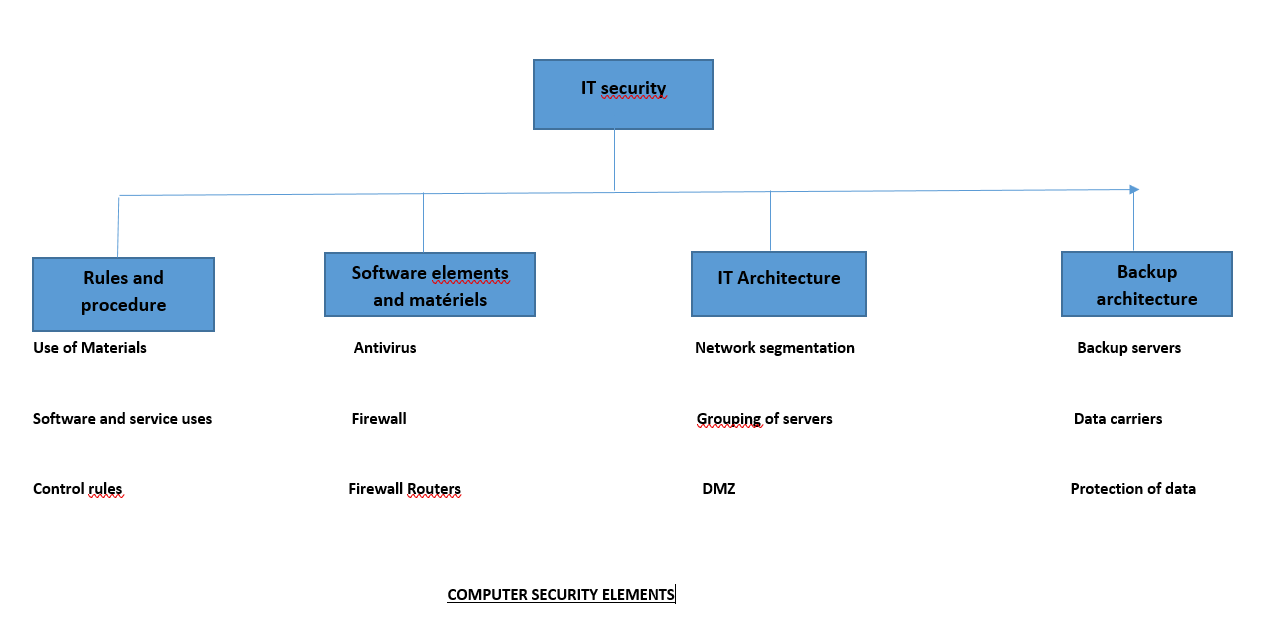 IT security
Rules and
procedure
Software elements
and matériels
IT Architecture
Backup
architecture
Use of Materials
Antivirus
Network segmentation
Backup servers
Software and service uses
Firewall
Grouping of servers
Data carriers
Control rules
Firewall Routers
DMZ
Protection of data
COMPUTER SECURITY ELEMENTS